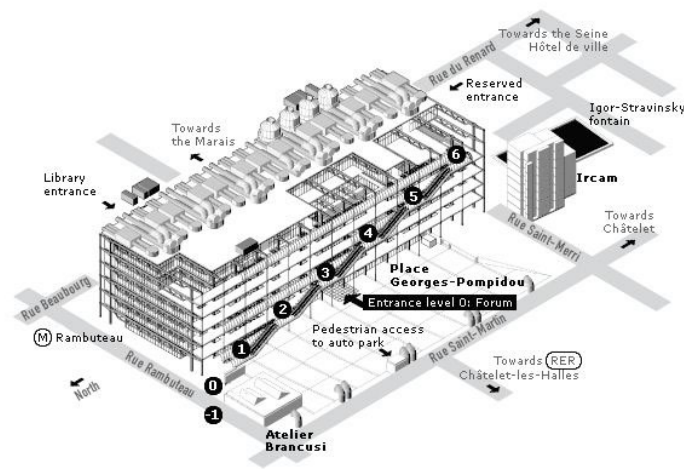 Towards the Seine
Hôtel de ville
Rue du Renard
Reserved
entrance
Igor-Stravinsky
fontain
Towards
the Marais
Library
entrance
6
Ircam
5
Towards
Châtelet
4
Rue Saint-Merri
Place
Georges-Pompidou
3
Entrance level 0: Forum
Rue Beaubourg
2
Pedestrian access
to auto park
M Rambuteau
1
Rue Saint-Martin
Rue Rambuteau
Towards RER
Châtelet-les-Halles
North
0
-1
Atelier
Brancusi